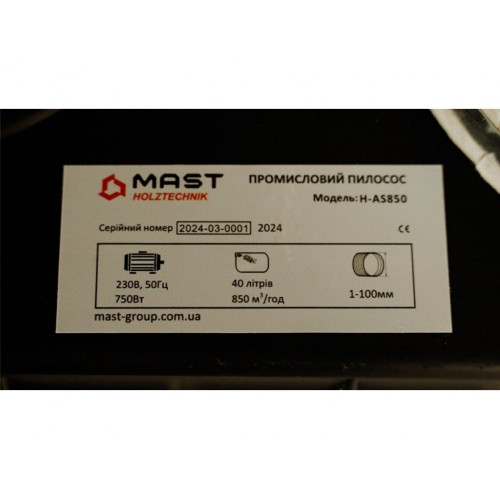 MAST
HOLZTECHNIK
ПРОМИСЛОВИЙ ПИЛОСОС
Модель: H-AS850
Серійний номер 2024-03-0001 2024
CE
230В, 50Гц
750Вт
40 літрів
850 м³/год
1-100мм
mast-group.com.ua